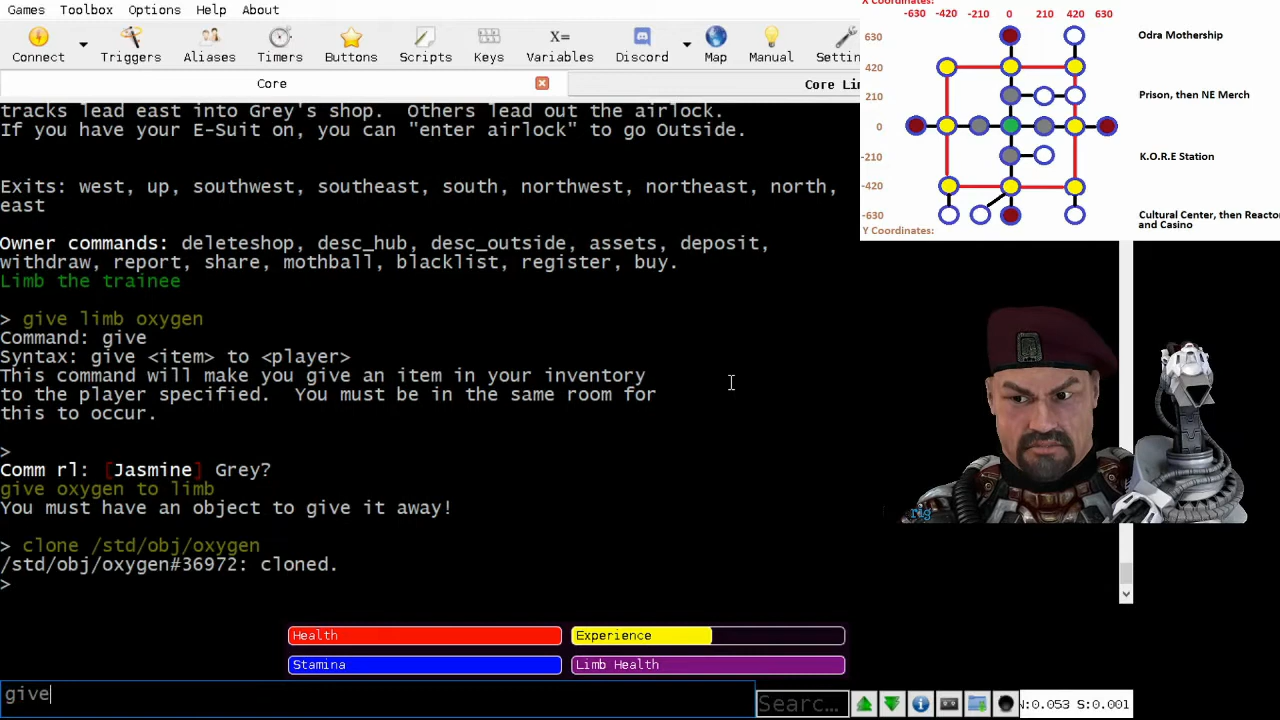 Games Toolbox Options Help About
Connect Triggers Aliases Timers Buttons Scripts Keys Variables Discord Map Manual Settin
X=
Core
Core Lim
tracks lead east into Grey's shop. Others lead out the airlock.
If you have your E-Suit on, you can "enter airlock" to go Outside.
Exits: west, up, southwest, southeast, south, northwest, northeast, north,
east
Owner commands: deleteshop, desc_hub, desc_outside, assets, deposit,
withdraw, report, share, mothball, blacklist, register, buy.
Limb the trainee
> give limb oxygen
Command: give
Syntax: give <item> to <player>
This command will make you give an item in your inventory
to the player specified. You must be in the same room for
this to occur.
>
Comm rl: [Jasmine] Grey?
give oxygen to limb
You must have an object to give it away!
> clone /std/obj/oxygen
/std/obj/oxygen#36972: cloned.
>
Health
Experience
Stamina
Limb Health
give
Searc...
N:0.053 S:0.001
X Coordinates:
-630 -420 -210 0 210 420 630
630
Odra Mothership
420
210
Prison, then NE Merch
0
-210
K.O.R.E Station
-420
-630
Cultural Center, then Reacto
and Casino
Y Coordinates:
rig